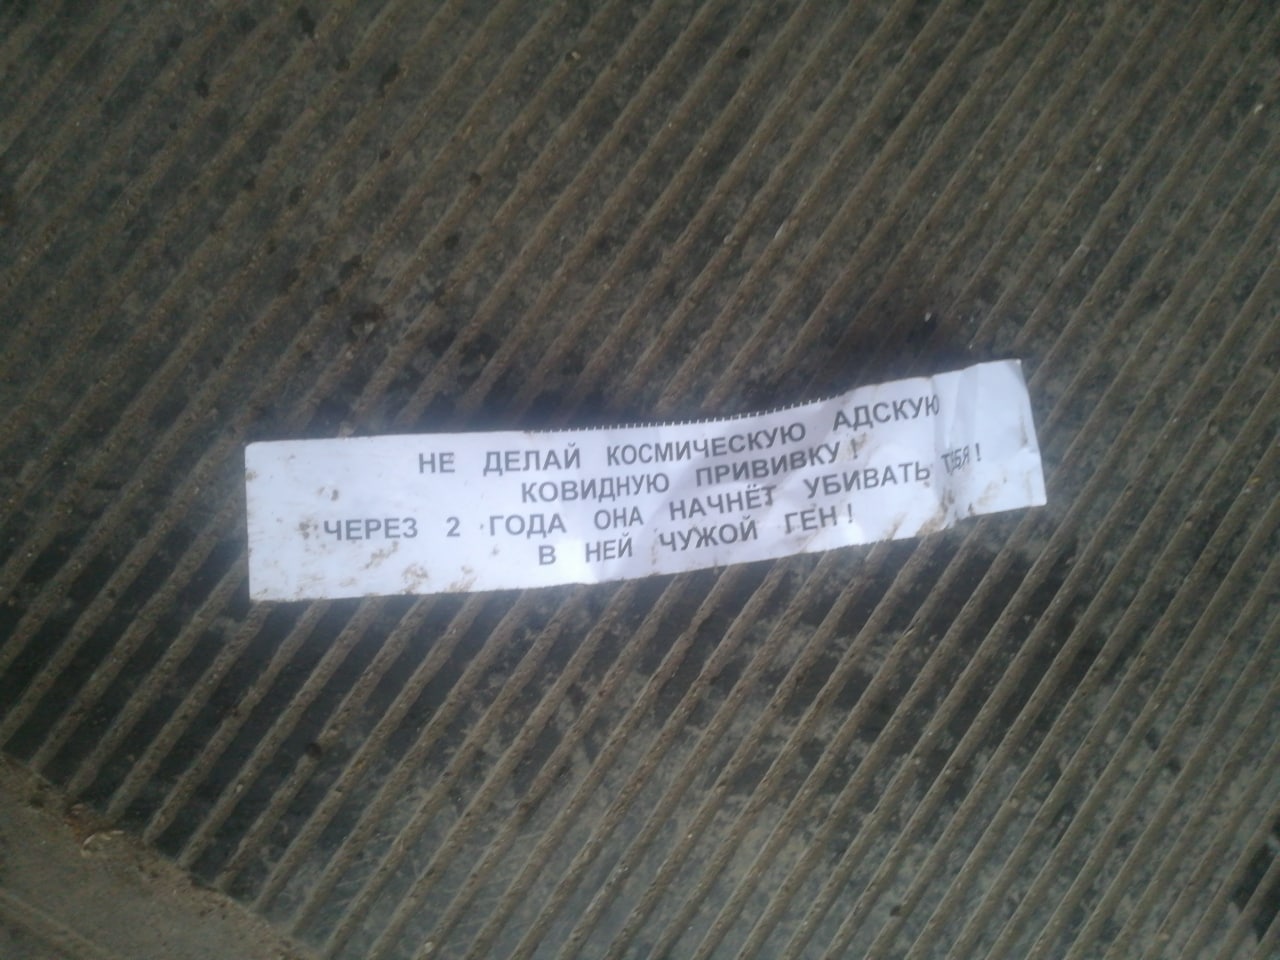 НЕ ДЕЛАЙ КОСМИЧЕСКУЮ АДСКУЮ
КОВИДНУЮ ПРИВИВКУ!
ЧЕРЕЗ 2 ГОДА ОНА НАЧНЁТ УБИВАТЬ ТЕБЯ!
В НЕЙ ЧУЖОЙ ГЕН!